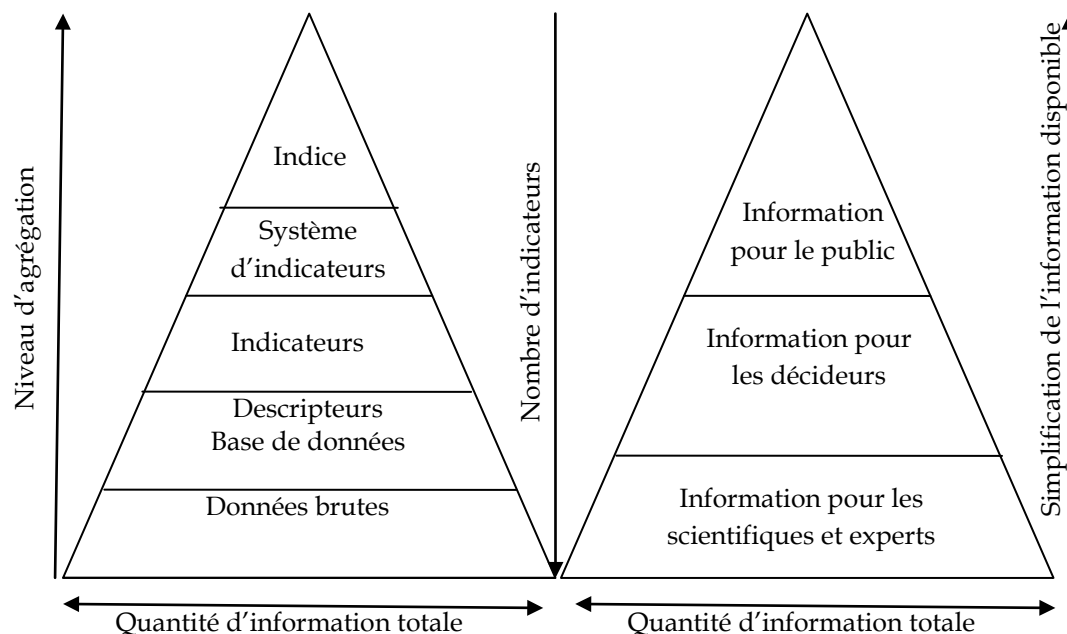 Niveau d’agrégation
Indice
Système
d’indicateurs
Indicateurs
Descripteurs
Base de données
Données brutes
Quantité d’information totale
Nombre d’indicateurs
Information
pour le public
Information pour
les décideurs
Information pour les
scientifiques et experts
Quantité d’information totale
Simplification de l’information disponible